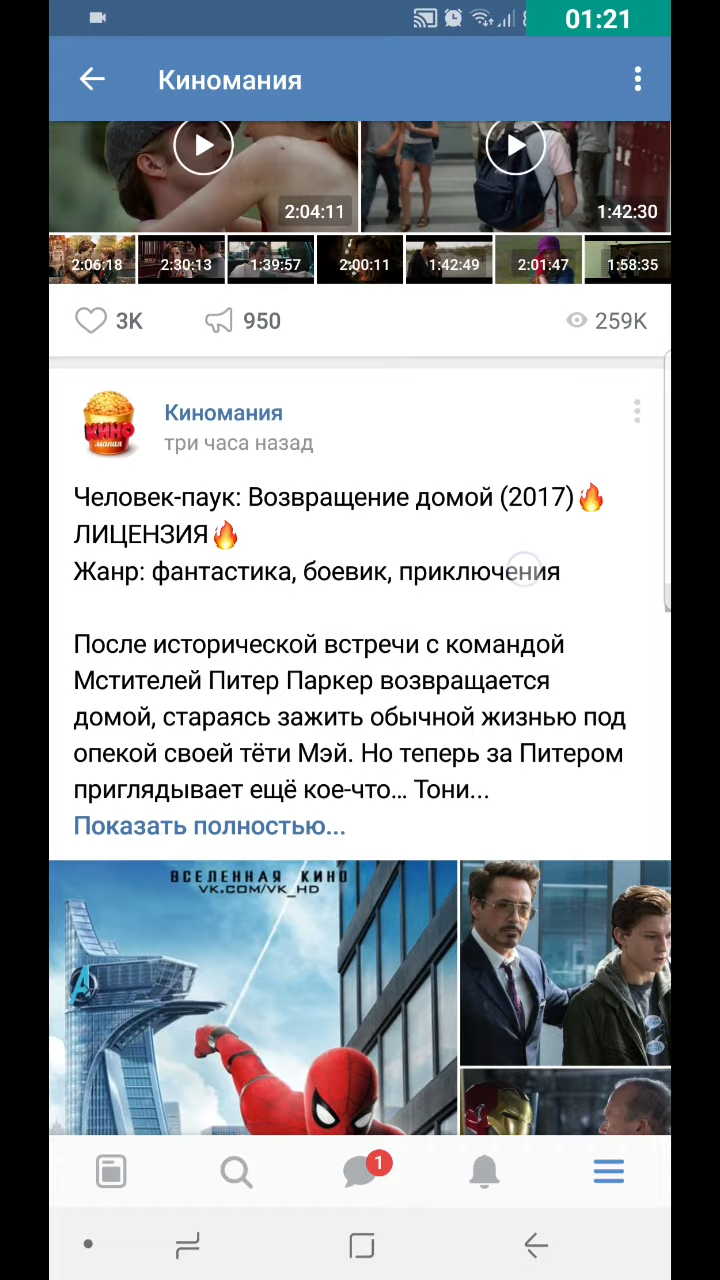 01:21
Киномания
2:04:11
1:42:30
2:06:18
2:30:13
1:39:57
2:00:11
1:42:49
2:01:47
1:58:35
3K
950
259K
КИНО
мания
Киномания
три часа назад
Человек-паук: Возвращение домой (2017)🔥
ЛИЦЕНЗИЯ🔥
Жанр: фантастика, боевик, приключения
После исторической встречи с командой
Мстителей Питер Паркер возвращается
домой, стараясь зажить обычной жизнью под
опекой своей тёти Мэй. Но теперь за Питером
приглядывает ещё кое-что… Тони...
Показать полностью...
ВСЕЛЕННАЯ КИНО
VK.COM/VK_HD
1